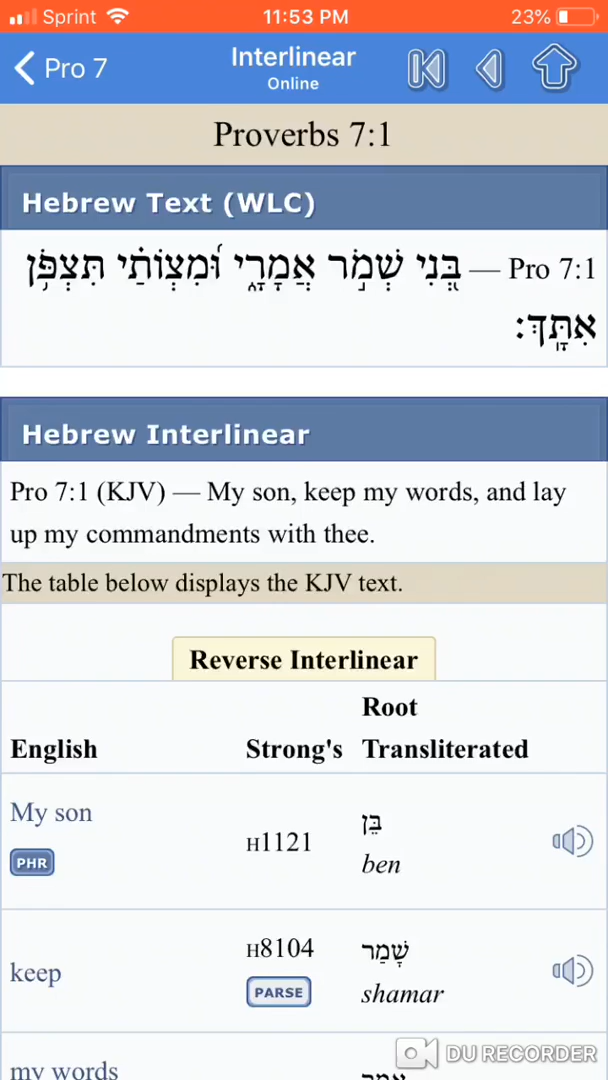 Sprint 11:53 PM 23%
Pro 7 Interlinear
Online
Proverbs 7:1
Hebrew Text (WLC)
Pro 7:1 — בְּ֭נִי שְׁמֹ֣ר אֲמָרָ֑י וּ֝מִצְוֺתַ֗י תִּצְפֹּ֥ן
אִתָּֽךְ׃
Hebrew Interlinear
Pro 7:1 (KJV) — My son, keep my words, and lay
up my commandments with thee.
The table below displays the KJV text.
Reverse Interlinear
Root
English Strong's Transliterated
My son H1121 בֵּן
PHR ben
keep H8104 שָׁמַר
PARSE shamar
my words אמר
DU RECORDER